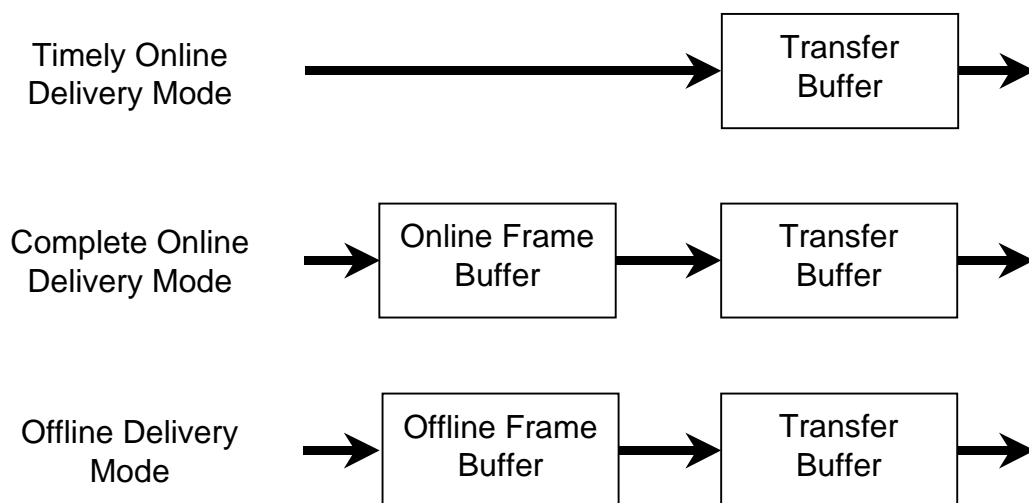 Timely Online
Delivery Mode
Transfer
Buffer
Complete Online
Delivery Mode
Online Frame
Buffer
Transfer
Buffer
Offline Delivery
Mode
Offline Frame
Buffer
Transfer
Buffer